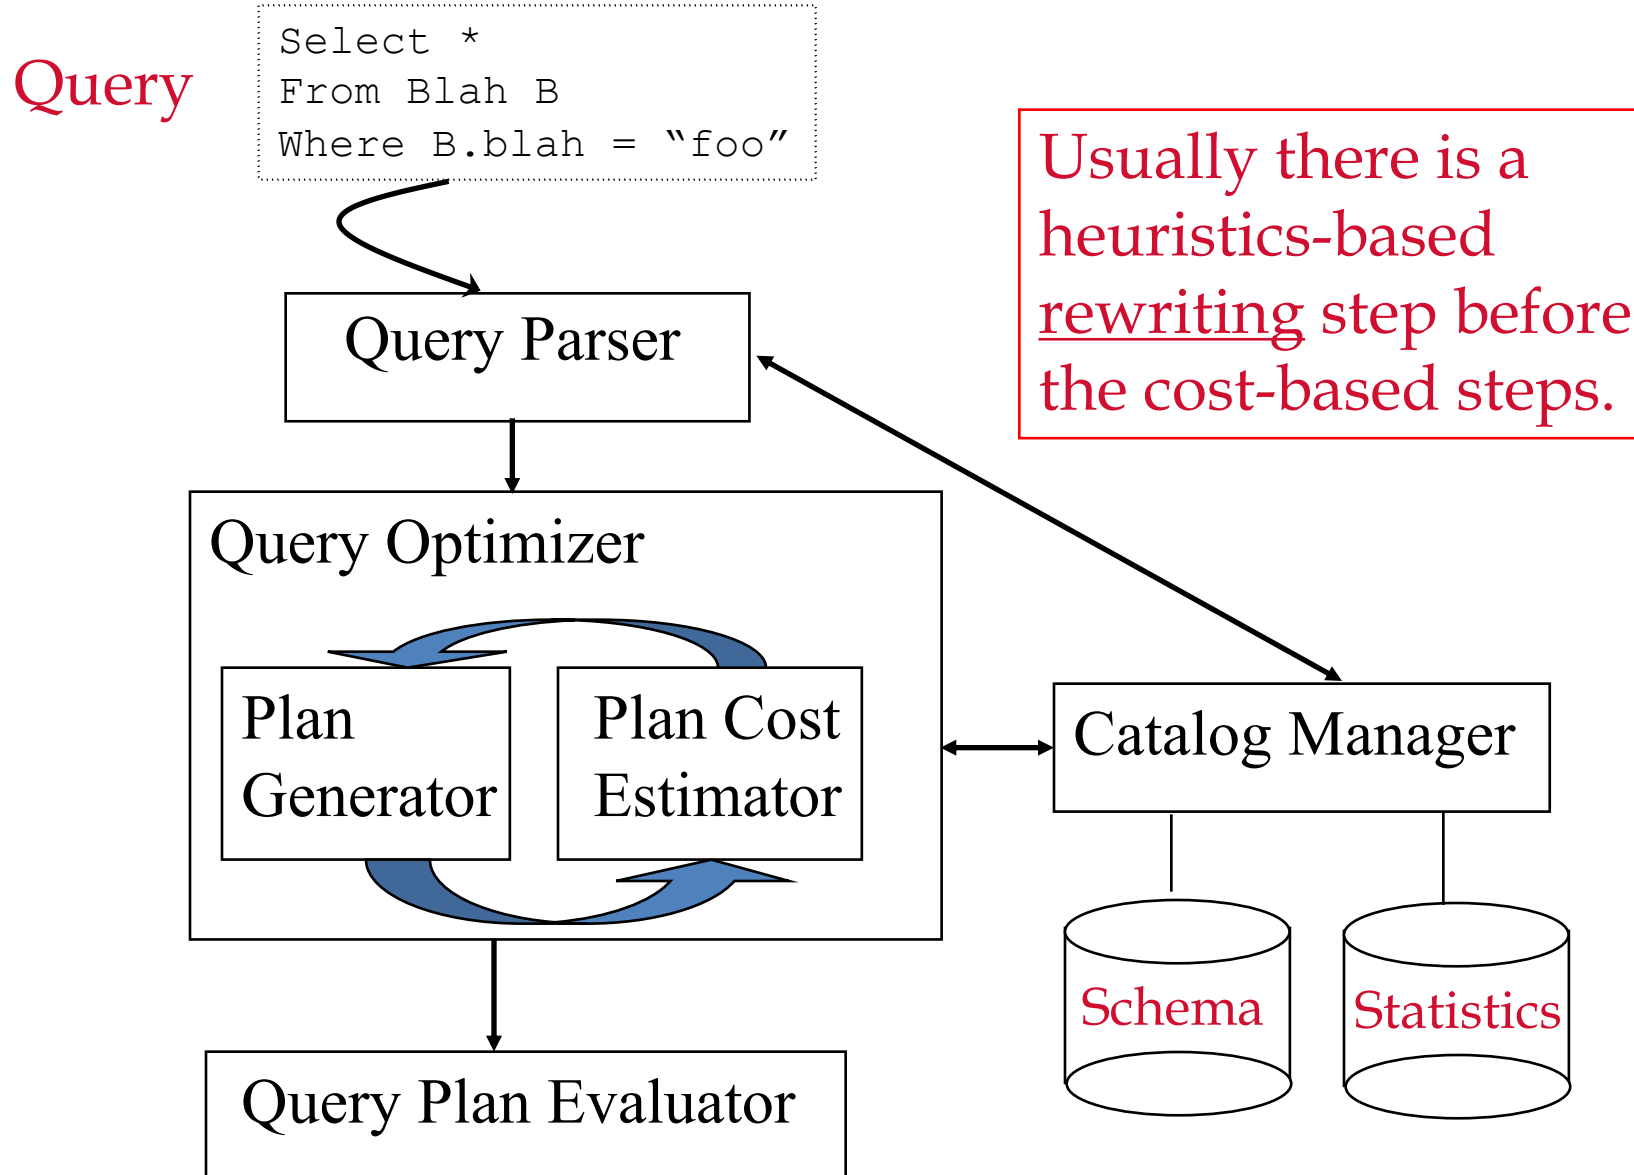 Query
Select *
From Blah B
Where B.blah = “foo”
Usually there is a
heuristics-based
rewriting step before
the cost-based steps.
Query Parser
Query Optimizer
Plan
Generator
Plan Cost
Estimator
Catalog Manager
Schema
Statistics
Query Plan Evaluator